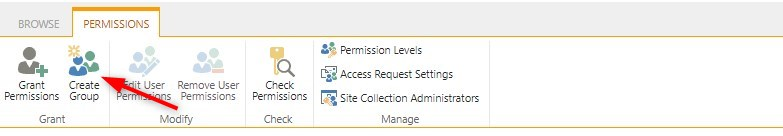 BROWSE PERMISSIONS
Grant Permissions
Create Group
Edit User Permissions
Remove User Permissions
Check Permissions
Permission Levels
Access Request Settings
Site Collection Administrators
Grant
Modify
Check
Manage